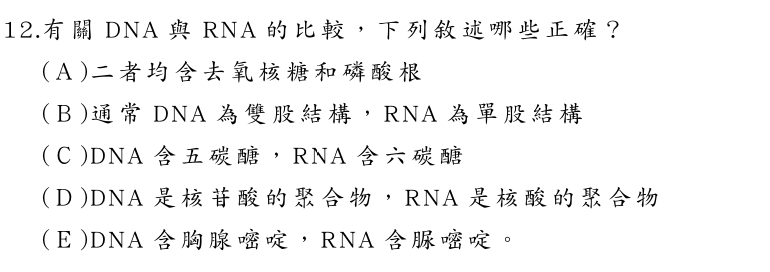 12.有關 DNA 與 RNA 的比較，下列敘述哪些正確？
(A)二者均含去氧核糖和磷酸根
(B)通常 DNA 為雙股結構，RNA 為單股結構
(C)DNA 含五碳醣，RNA 含六碳醣
(D)DNA 是核苷酸的聚合物，RNA 是核酸的聚合物
(E)DNA 含胸腺嘧啶，RNA 含脲嘧啶。